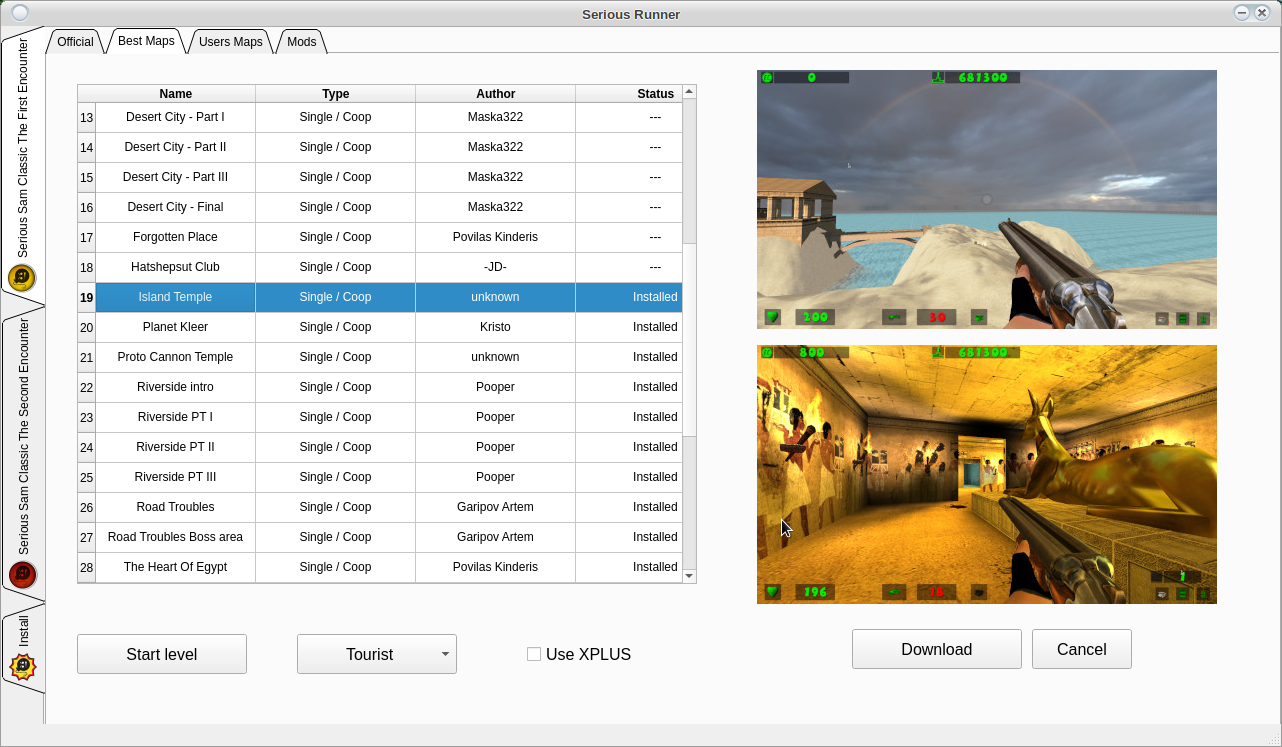 Serious Runner
Official Best Maps Users Maps Mods
Serious Sam Classic The First Encounter
Serious Sam Classic The Second Encounter
Install
Name Type Author Status
13 Desert City - Part I Single / Coop Maska322 ---
14 Desert City - Part II Single / Coop Maska322 ---
15 Desert City - Part III Single / Coop Maska322 ---
16 Desert City - Final Single / Coop Maska322 ---
17 Forgotten Place Single / Coop Povilas Kinderis ---
18 Hatshepsut Club Single / Coop -JD- ---
19 Island Temple Single / Coop unknown Installed
20 Planet Kleer Single / Coop Kristo Installed
21 Proto Cannon Temple Single / Coop unknown Installed
22 Riverside intro Single / Coop Pooper Installed
23 Riverside PT I Single / Coop Pooper Installed
24 Riverside PT II Single / Coop Pooper Installed
25 Riverside PT III Single / Coop Pooper Installed
26 Road Troubles Single / Coop Garipov Artem Installed
27 Road Troubles Boss area Single / Coop Garipov Artem Installed
28 The Heart Of Egypt Single / Coop Povilas Kinderis Installed
0 681300
200 30
800 681300
1
196 18
Start level Tourist Use XPLUS
Download Cancel